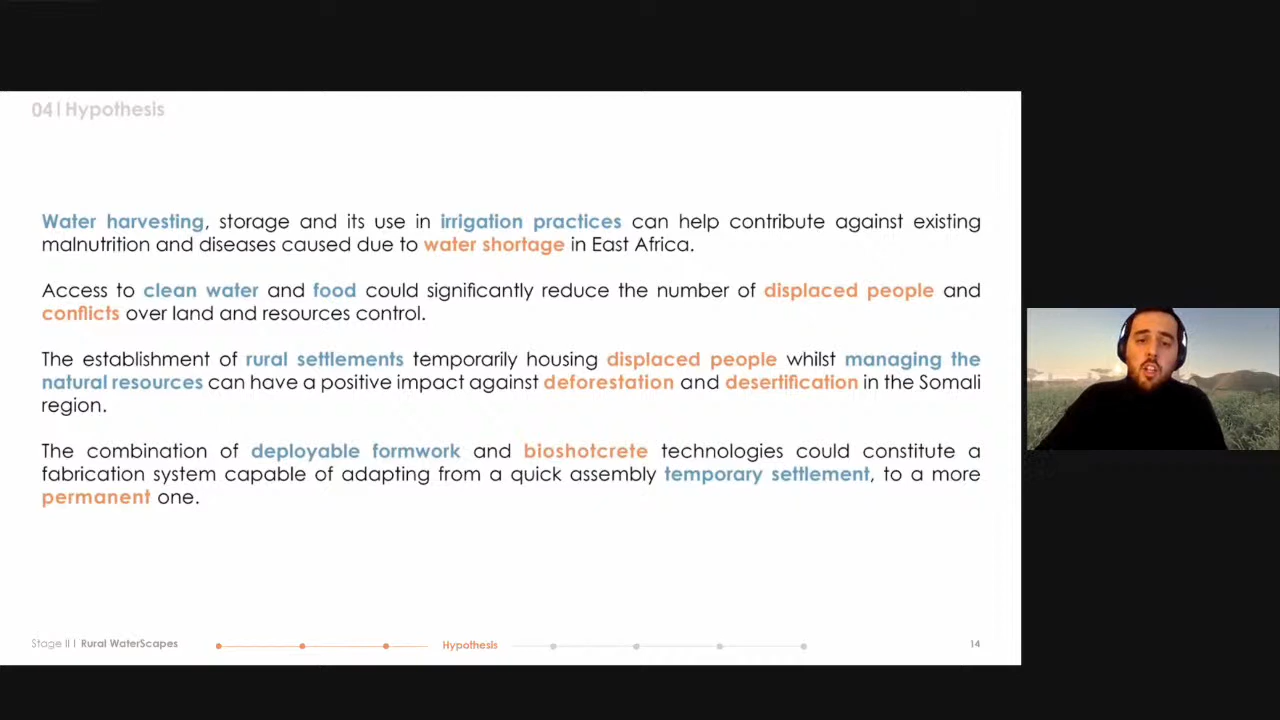 04| Hypothesis
Water harvesting, storage and its use in irrigation practices can help contribute against existing
malnutrition and diseases caused due to water shortage in East Africa.
Access to clean water and food could significantly reduce the number of displaced people and
conflicts over land and resources control.
The establishment of rural settlements temporarily housing displaced people whilst managing the
natural resources can have a positive impact against deforestation and desertification in the Somali
region.
The combination of deployable formwork and bioshotcrete technologies could constitute a
fabrication system capable of adapting from a quick assembly temporary settlement, to a more
permanent one.
Stage II | Rural WaterScapes
Hypothesis
14